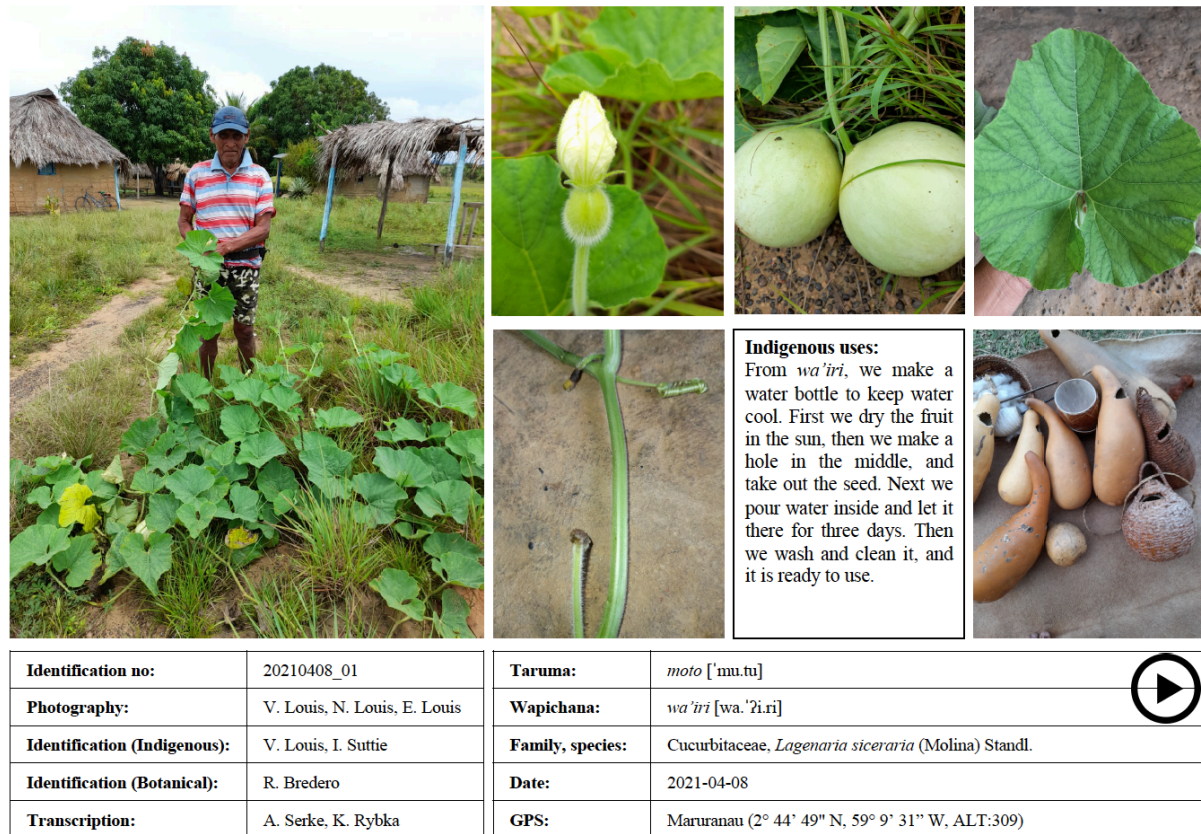 Indigenous uses:
From wa’iri, we make a
water bottle to keep water
cool. First we dry the fruit
in the sun, then we make a
hole in the middle, and
take out the seed. Next we
pour water inside and let it
there for three days. Then
we wash and clean it, and
it is ready to use.
Identification no: 20210408_01
Photography: V. Louis, N. Louis, E. Louis
Identification (Indigenous): V. Louis, I. Suttie
Identification (Botanical): R. Bredero
Transcription: A. Serke, K. Rybka
Taruma: moto [ˈmu.tu]
Wapichana: wa’iri [wa.ˈʔi.ri]
Family, species: Cucurbitaceae, Lagenaria siceraria (Molina) Standl.
Date: 2021-04-08
GPS: Maruranau (2° 44’ 49" N, 59° 9’ 31” W, ALT:309)